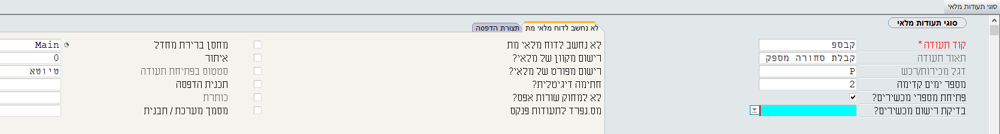 סוגי תעודות מלאי
סוגי תעודות מלאי
קוד תעודה * קבספ
תאור תעודה קבלת סחורה מספק
דגל מכירות/רכש P
מספר ימים קדימה 2
פתיחת מספרי מכשירים?
בדיקת רישום מכשירים?
לא נחשב לדוח מלאי מת תצורת הדפסה
לא נחשב לדוח מלאי מת
רישום מקוון של מלאי?
רישום מפורט של מלאי?
חתימה דיגיטלית?
לא למחוק שורות אפס?
מס.נפרד לתעודות פנקס
מחסן ברירת מחדל Main
איתור 0
סטטוס בפתיחת תעודה טיוטא
תכנית הדפסה
כותרת
מסמך מערכת / תבנית